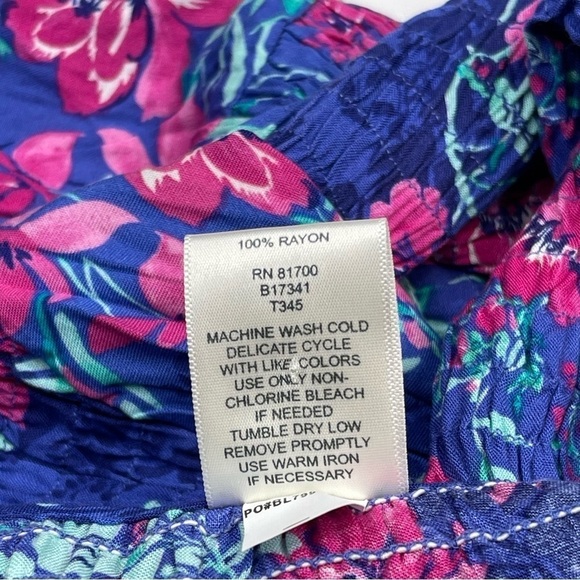 100% RAYON
RN 81700
B17341
T345
MACHINE WASH COLD
DELICATE CYCLE
WITH LIKE COLORS
USE ONLY NON-
CHLORINE BLEACH
IF NEEDED
TUMBLE DRY LOW
REMOVE PROMPTLY
USE WARM IRON
IF NECESSARY